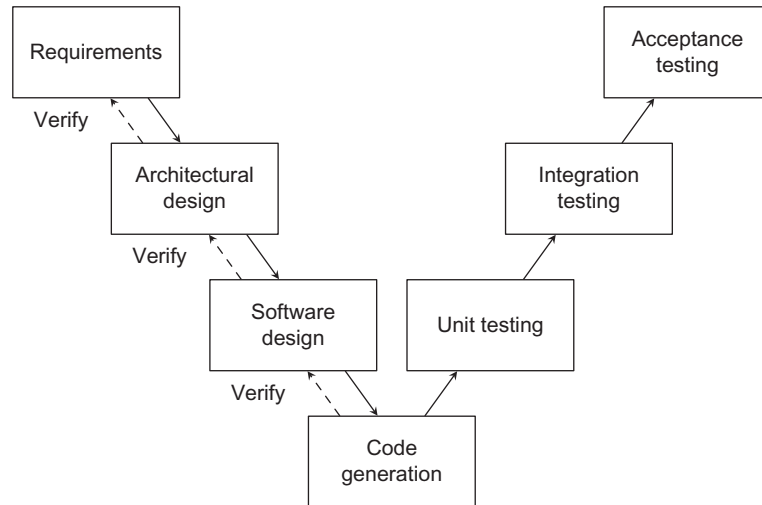 Requirements
Acceptance
testing
Verify
Architectural
design
Integration
testing
Verify
Software
design
Unit testing
Verify
Code
generation